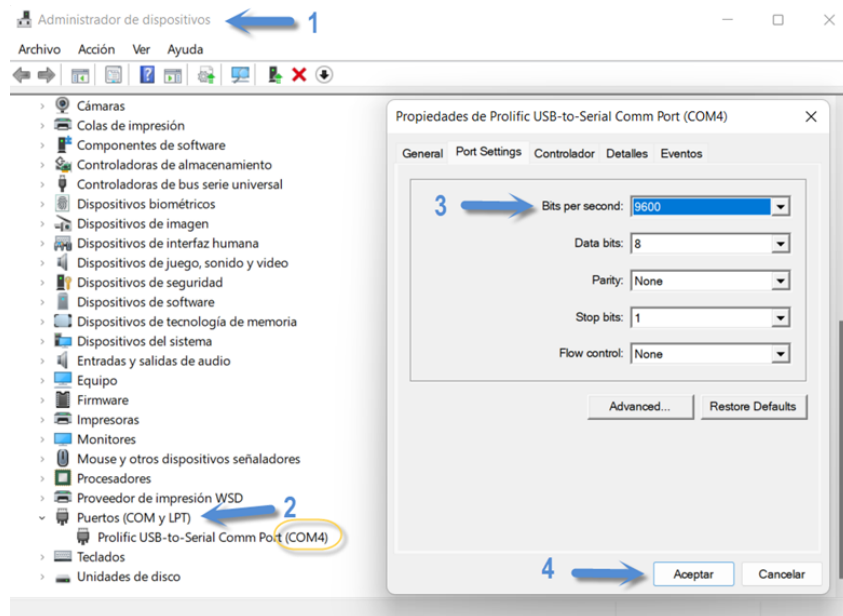 Administrador de dispositivos
1
Archivo Acción Ver Ayuda
Cámaras
Colas de impresión
Componentes de software
Controladoras de almacenamiento
Controladoras de bus serie universal
Dispositivos biométricos
Dispositivos de imagen
Dispositivos de interfaz humana
Dispositivos de juego, sonido y video
Dispositivos de seguridad
Dispositivos de software
Dispositivos de tecnología de memoria
Dispositivos del sistema
Entradas y salidas de audio
Equipo
Firmware
Impresoras
Monitores
Mouse y otros dispositivos señaladores
Procesadores
Proveedor de impresión WSD
Puertos (COM y LPT)
2
Prolific USB-to-Serial Comm Port (COM4)
Teclados
Unidades de disco
Propiedades de Prolific USB-to-Serial Comm Port (COM4)
General Port Settings Controlador Detalles Eventos
3 Bits per second: 9600
Data bits: 8
Parity: None
Stop bits: 1
Flow control: None
Advanced... Restore Defaults
4 Aceptar Cancelar